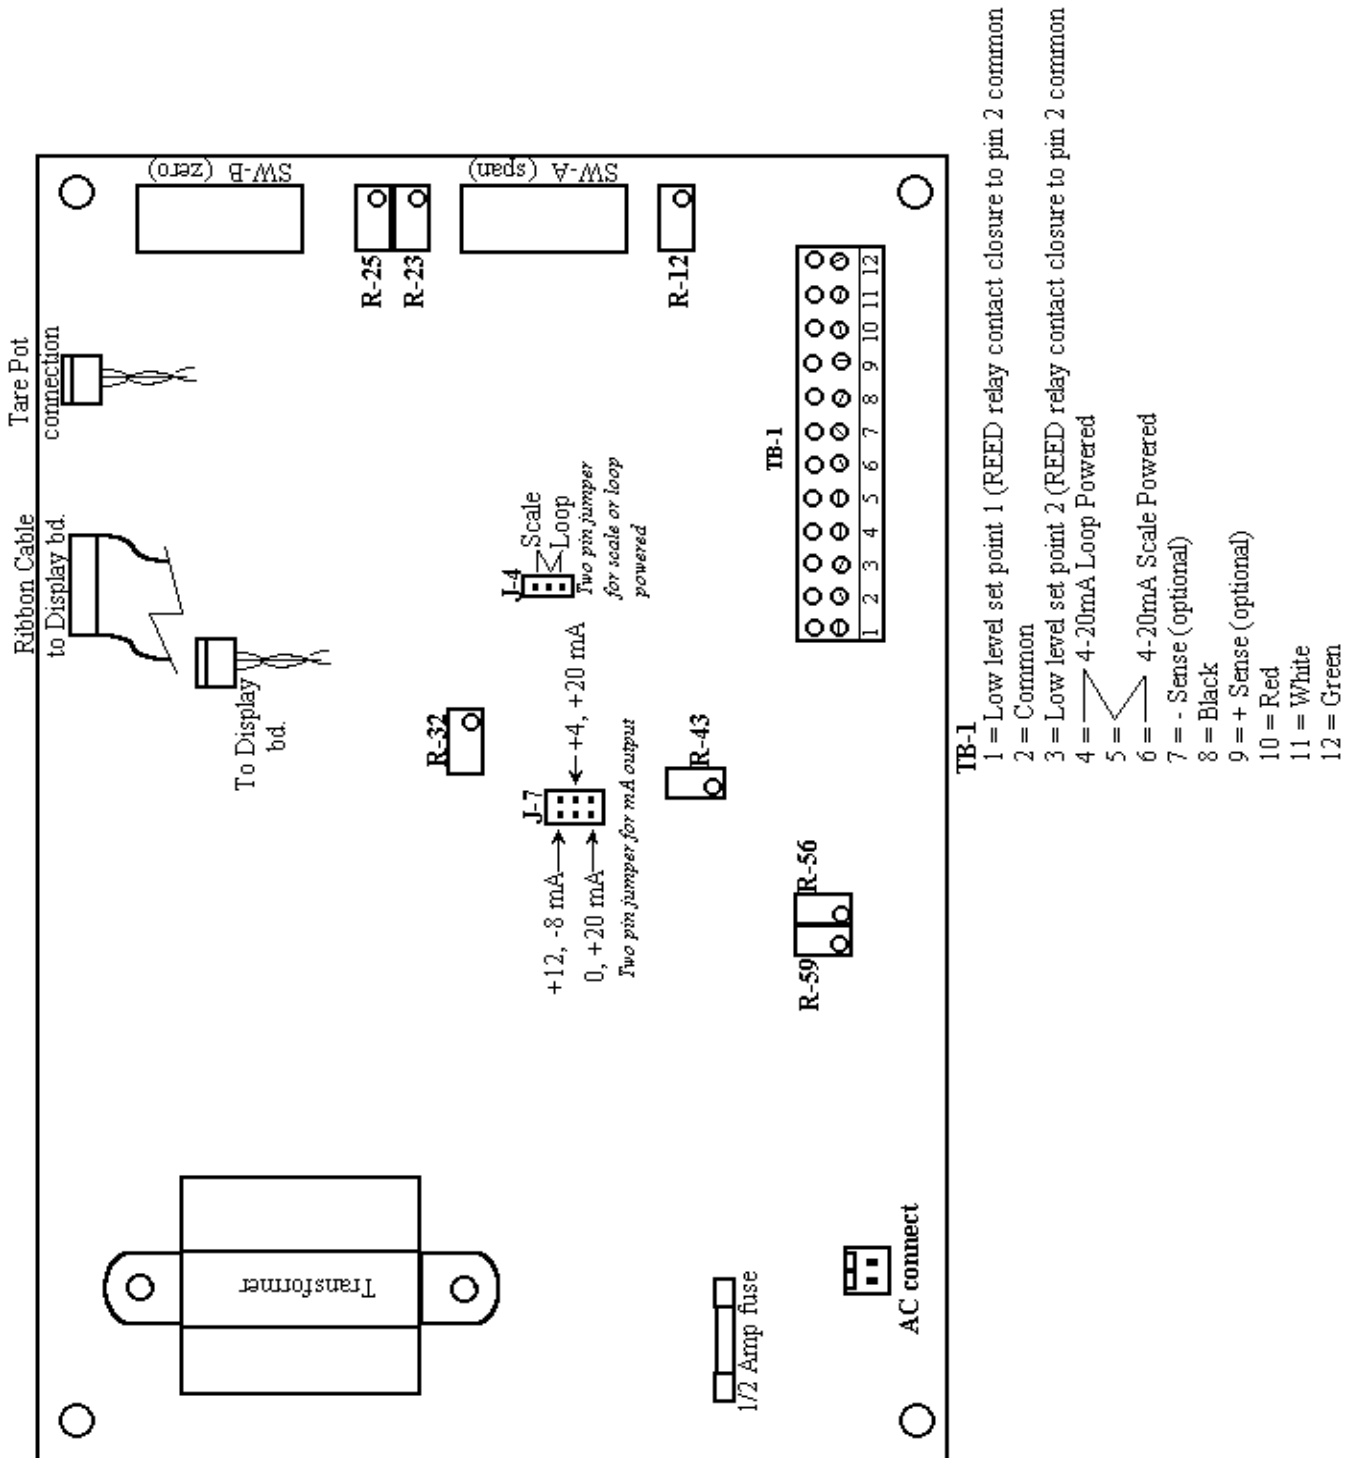 Tare Pot
connection
Ribbon Cable
to Display bd.
To Display
bd.
SW-B (zero)
R-25
R-23
SW-A (span)
R-12
R-32
J-4
Scale
Loop
Two pin jumper
for scale or loop
powered
J-7
+12, -8 mA
+4, +20 mA
0, +20 mA
Two pin jumper for mA output
R-43
R-56
R-59
TB-1
1 2 3 4 5 6 7 8 9 10 11 12
Transformer
1/2 Amp fuse
AC connect
TB-1
1 = Low level set point 1 (REED relay contact closure to pin 2 common
2 = Common
3 = Low level set point 2 (REED relay contact closure to pin 2 common
4 = 4-20mA Loop Powered
5 =
6 = 4-20mA Scale Powered
7 = - Sense (optional)
8 = Black
9 = + Sense (optional)
10 = Red
11 = White
12 = Green